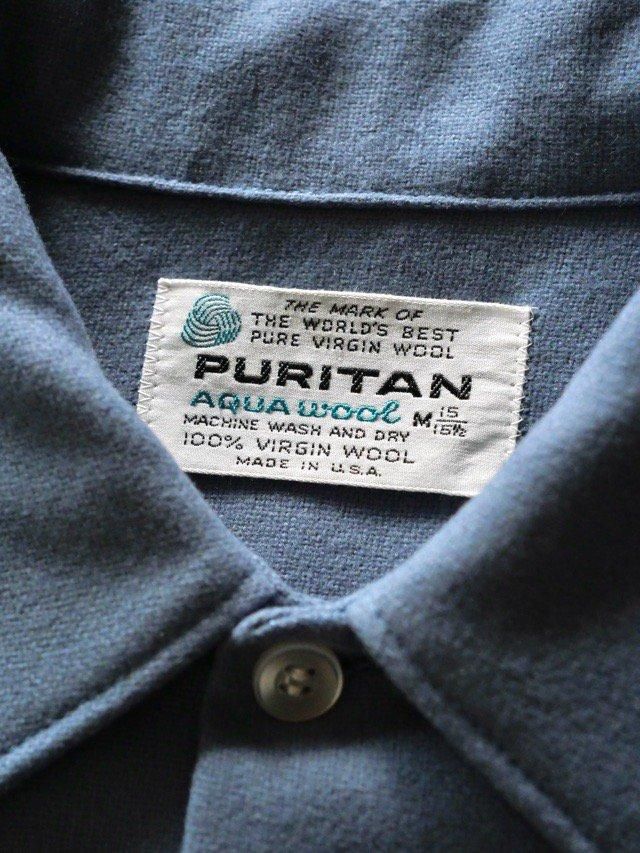 THE MARK OF
THE WORLD'S BEST
PURE VIRGIN WOOL
PURITAN
AQUA wool M 15/15½
MACHINE WASH AND DRY
100% VIRGIN WOOL
MADE IN U.S.A.